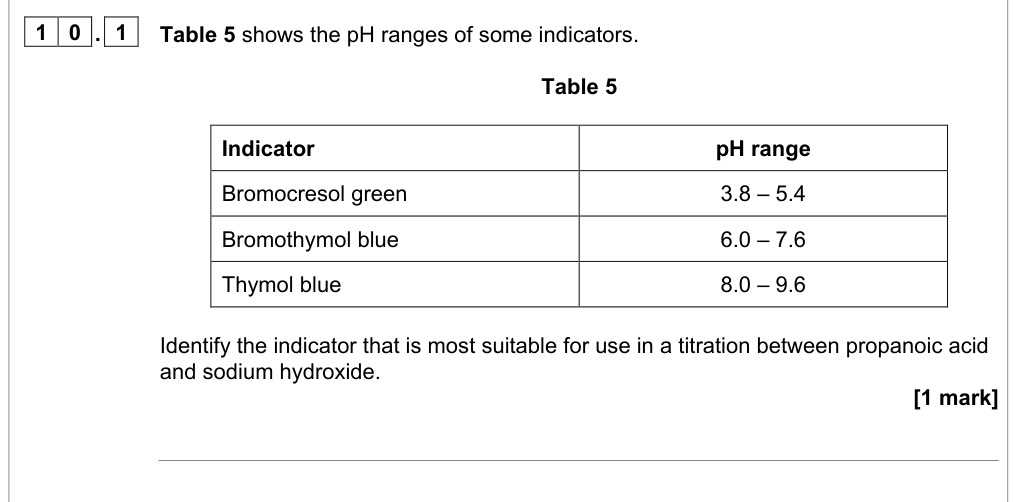 10.1 Table 5 shows the pH ranges of some indicators.
Table 5
Indicator pH range
Bromocresol green 3.8 – 5.4
Bromothymol blue 6.0 – 7.6
Thymol blue 8.0 – 9.6
Identify the indicator that is most suitable for use in a titration between propanoic acid
and sodium hydroxide.
[1 mark]